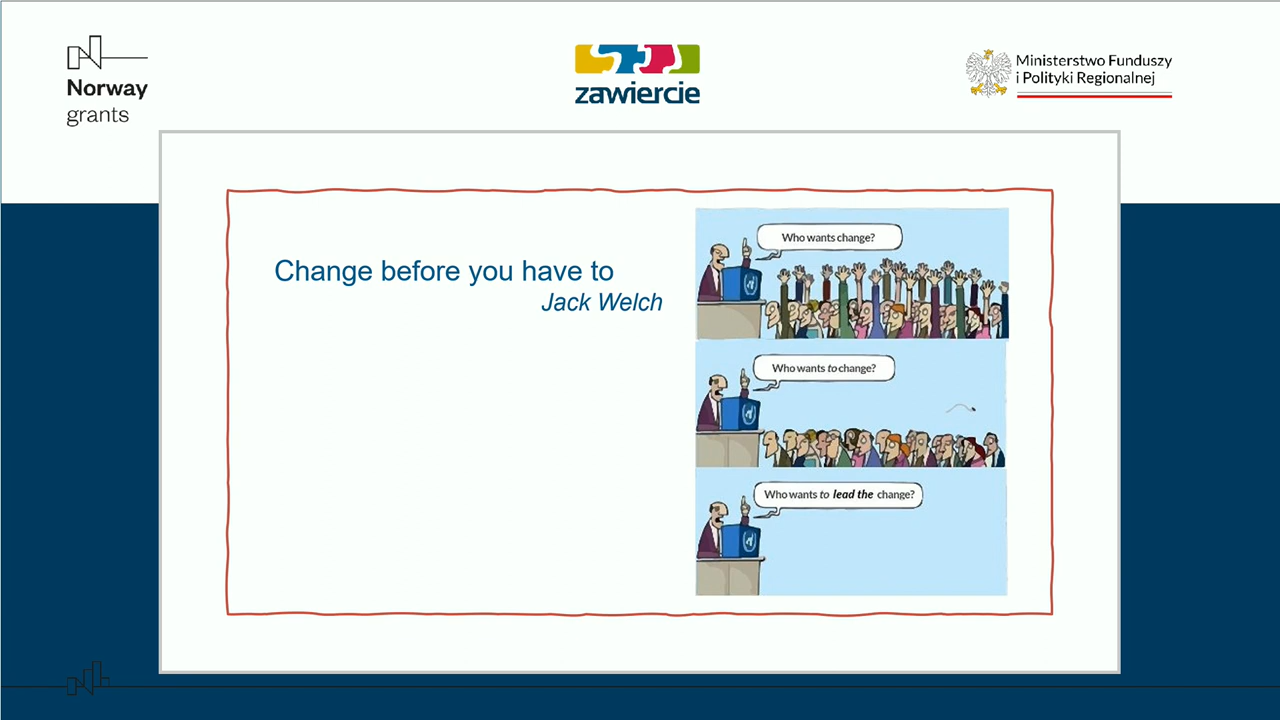 Norway
grants
zawiercie
Ministerstwo Funduszy
i Polityki Regionalnej
Change before you have to
Jack Welch
Who wants change?
Who wants to change?
Who wants to lead the change?